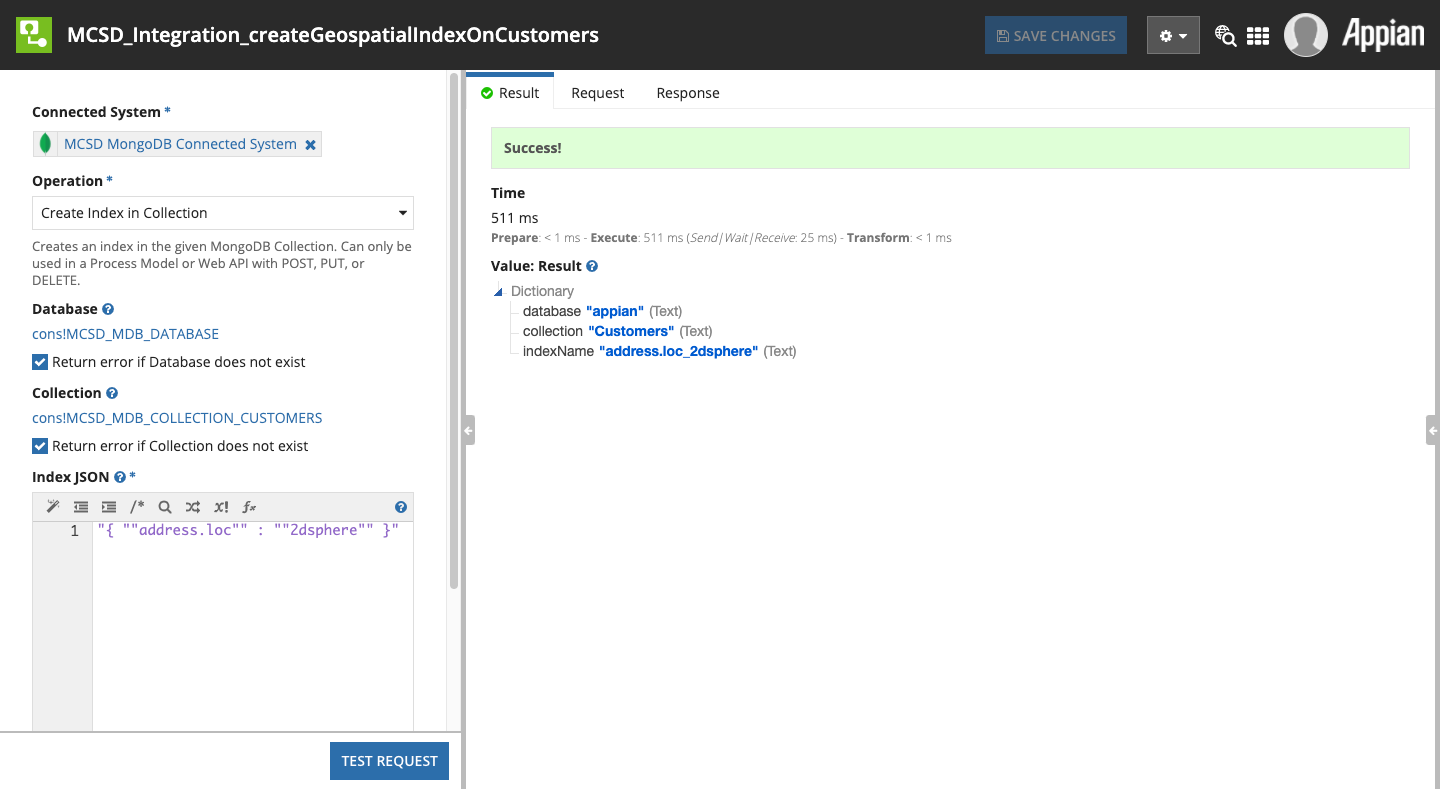 MCSD_Integration_createGeospatialIndexOnCustomers
SAVE CHANGES
Appian
Connected System *
MCSD MongoDB Connected System
Operation *
Create Index in Collection
Creates an index in the given MongoDB Collection. Can only be
used in a Process Model or Web API with POST, PUT, or
DELETE.
Database
cons!MCSD_MDB_DATABASE
Return error if Database does not exist
Collection
cons!MCSD_MDB_COLLECTION_CUSTOMERS
Return error if Collection does not exist
Index JSON *
/* x! fx
1 "{ ""address.loc"" : ""2dsphere"" }"
TEST REQUEST
Result Request Response
Success!
Time
511 ms
Prepare: < 1 ms - Execute: 511 ms (Send|Wait|Receive: 25 ms) - Transform: < 1 ms
Value: Result
Dictionary
database "appian" (Text)
collection "Customers" (Text)
indexName "address.loc_2dsphere" (Text)